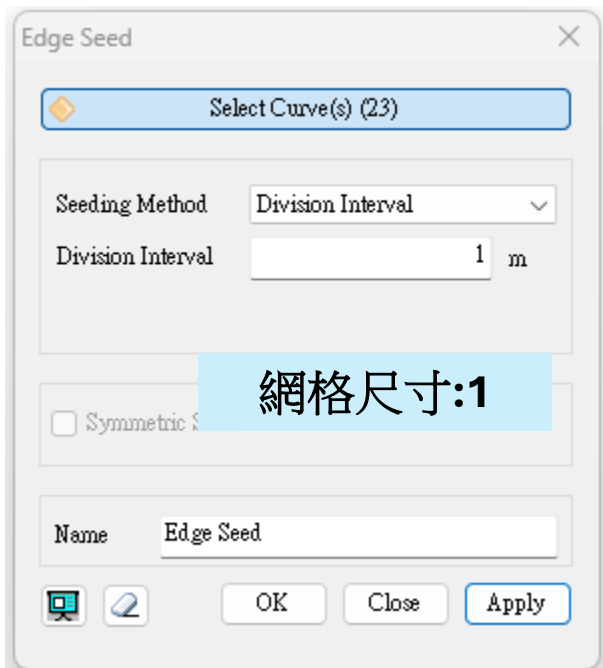 Edge Seed
Select Curve(s) (23)
Seeding Method Division Interval
Division Interval 1 m
網格尺寸:1
Symmetric
Name Edge Seed
OK Close Apply